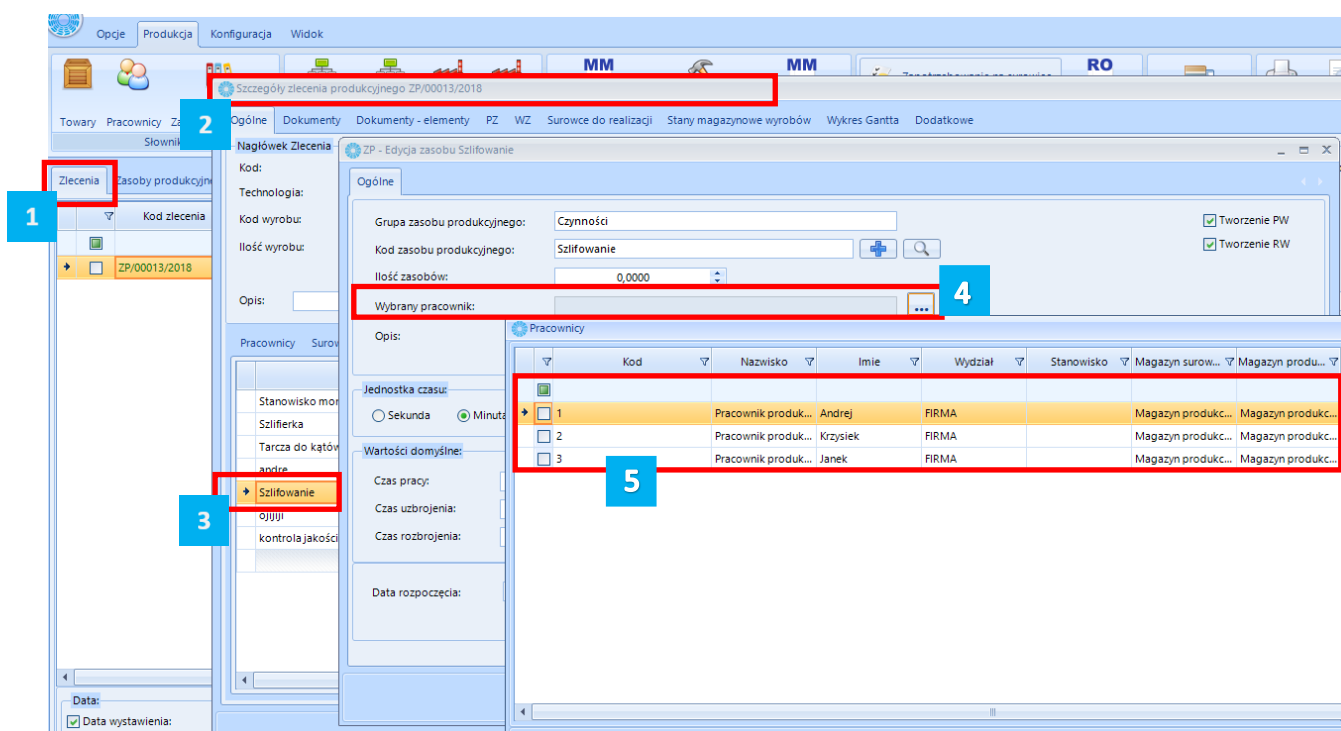 Opcje Produkcja Konfiguracja Widok
MM MM RO
Towary Pracownicy
Słownik
Szczegóły zlecenia produkcyjnego ZP/00013/2018
2
Ogólne Dokumenty Dokumenty - elementy PZ WZ Surowce do realizacji Stany magazynowe wyrobów Wykres Gantta Dodatkowe
Zlecenia Zasoby produkcyjn
1
Kod zlecenia
ZP/00013/2018
Nagłówek Zlecenia
Kod:
Technologia:
Kod wyrobu:
Ilość wyrobu:
Opis:
Pracownicy Surow
ZP - Edycja zasobu Szlifowanie
Ogólne
Grupa zasobu produkcyjnego: Czynności
Tworzenie PW
Kod zasobu produkcyjnego: Szlifowanie
Tworzenie RW
Ilość zasobów: 0,0000
Wybrany pracownik: ...
4
Opis:
Stanowisko mor
Szlifierka
Tarcza do kątów
andre
Szlifowanie
3
ojijiji
kontrola jakości
Jednostka czasu:
Sekunda Minuta
Wartości domyślne:
Czas pracy:
Czas uzbrojenia:
Czas rozbrojenia:
Data rozpoczęcia:
Pracownicy
Kod Nazwisko Imie Wydział Stanowisko Magazyn surow... Magazyn produ...
1 Pracownik produk... Andrej FIRMA Magazyn produkc... Magazyn produkc...
2 Pracownik produk... Krzysiek FIRMA Magazyn produkc... Magazyn produkc...
3 Pracownik produk... Janek FIRMA Magazyn produkc... Magazyn produkc...
5
Data:
Data wystawienia: